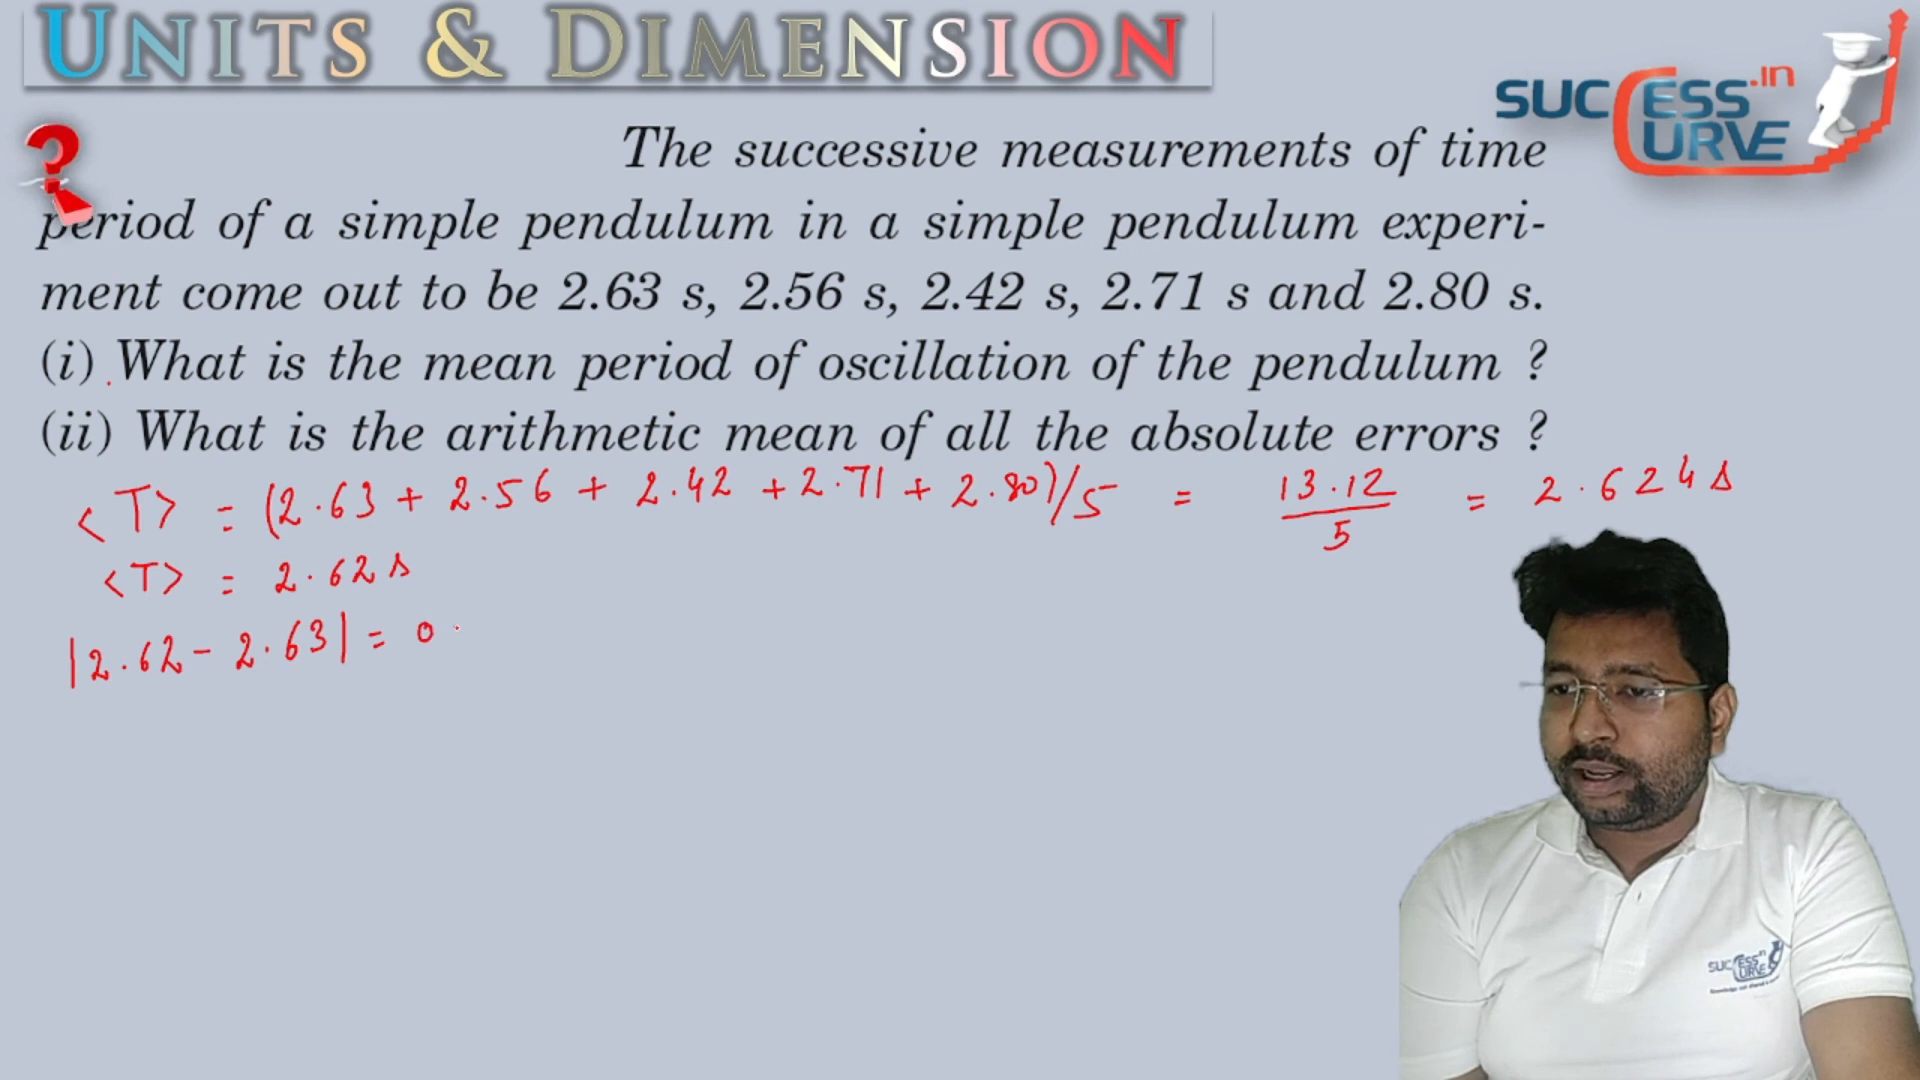 UNITS & DIMENSION
SUCCESS.in
CURVE
?
The successive measurements of time
period of a simple pendulum in a simple pendulum experi-
ment come out to be 2.63 s, 2.56 s, 2.42 s, 2.71 s and 2.80 s.
(i) What is the mean period of oscillation of the pendulum ?
(ii) What is the arithmetic mean of all the absolute errors ?
<T> = (2.63 + 2.56 + 2.42 + 2.71 + 2.80)/5 = 13.12/5 = 2.624 s
<T> = 2.62 s
|2.62 - 2.63| = 0.
SUCCESS.in
CURVE